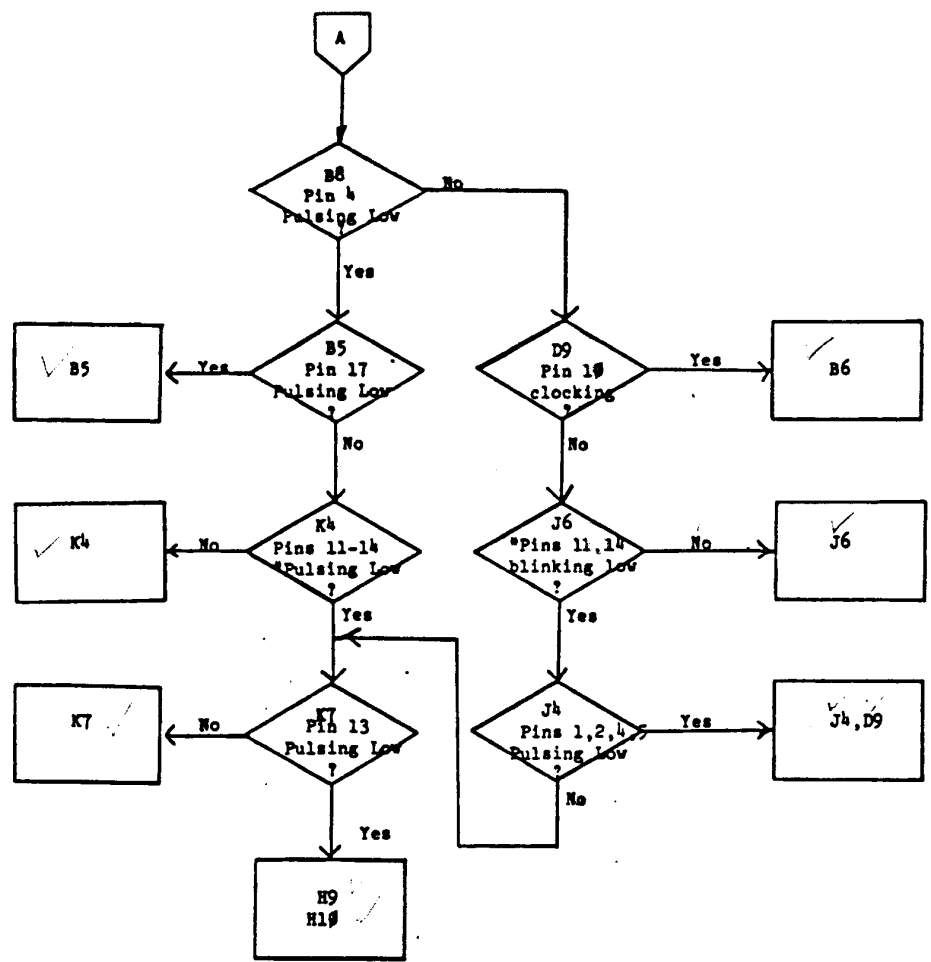 A
B8
Pin 4
Pulsing Low
?
No
Yes
B5
Yes
B5
Pin 17
Pulsing Low
?
D9
Pin 10
clocking
?
Yes
B6
No
No
K4
No
K4
Pins 11-14
*Pulsing Low
?
J6
*Pins 11,14
blinking low
?
No
J6
Yes
Yes
K7
No
K7
Pin 13
Pulsing Low
?
J4
Pins 1,2,4
Pulsing Low
?
Yes
J4,D9
No
Yes
H9
H10